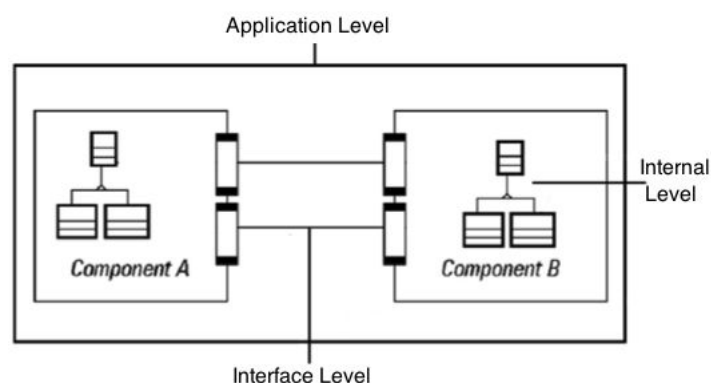 Application Level
Internal
Level
Component A
Component B
Interface Level